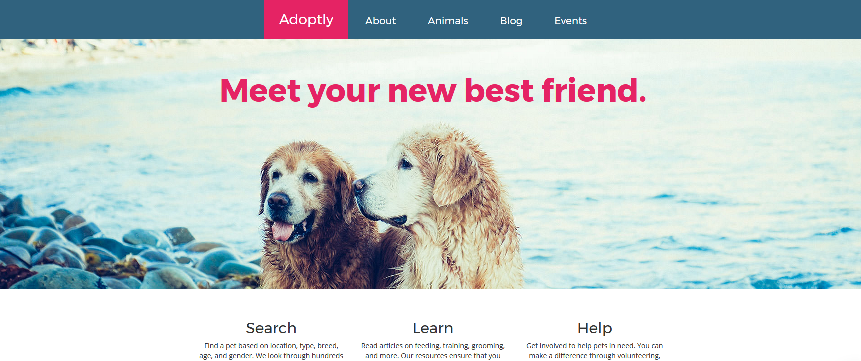 Adoptly About Animals Blog Events
Meet your new best friend.
Search Learn Help
Find a pet based on location, type, breed,
age, and gender. We look through hundreds
Read articles on feeding, training, grooming,
and more. Our resources ensure that you
Get involved to help pets in need. You can
make a difference through volunteering,